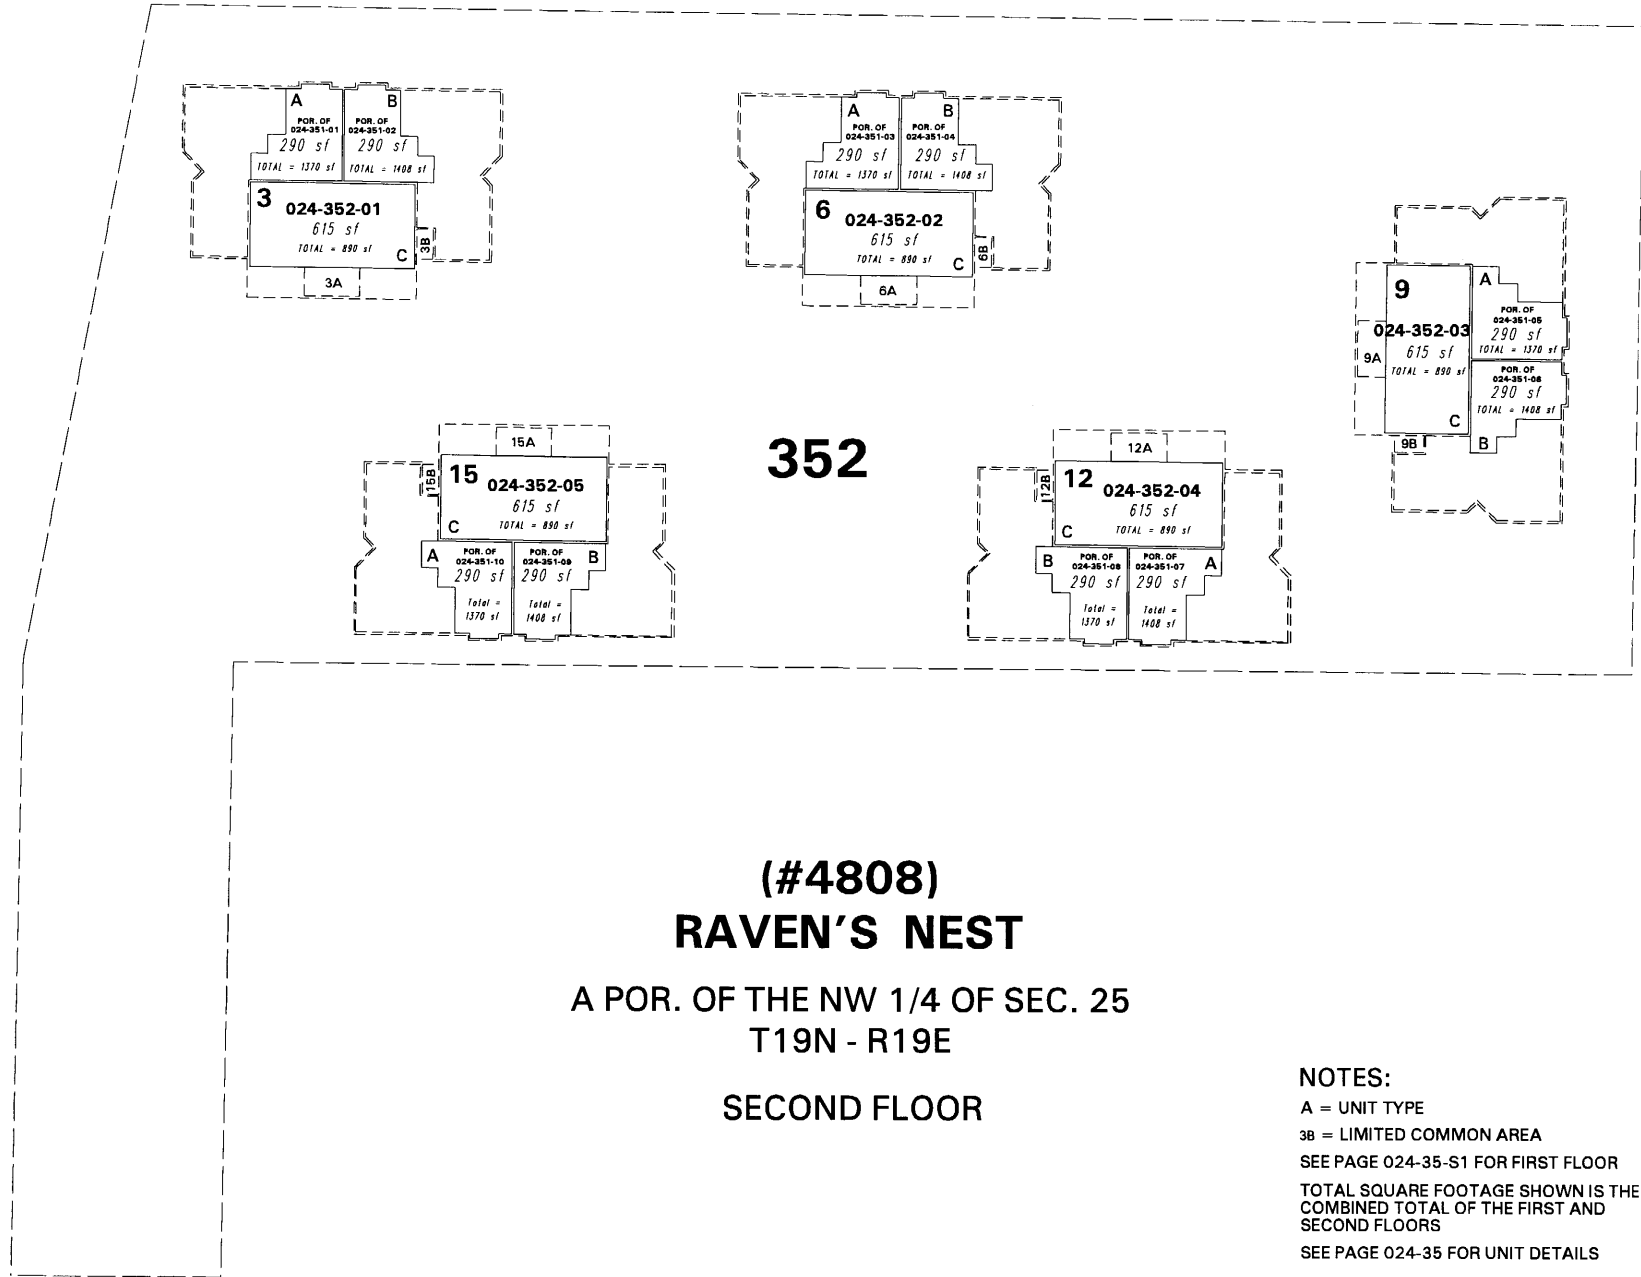 A
B
POR. OF
024-351-01
290 sf
TOTAL = 1370 sf
POR. OF
024-351-02
290 sf
TOTAL = 1408 sf
3
024-352-01
615 sf
TOTAL = 890 sf
C
3B
3A
A
B
POR. OF
024-351-03
290 sf
TOTAL = 1370 sf
POR. OF
024-351-04
290 sf
TOTAL = 1408 sf
6
024-352-02
615 sf
TOTAL = 890 sf
C
6B
6A
9
024-352-03
615 sf
TOTAL = 890 sf
C
9A
9B
A
POR. OF
024-351-05
290 sf
TOTAL = 1370 sf
POR. OF
024-351-06
290 sf
TOTAL = 1408 sf
B
15A
15B
15
024-352-05
615 sf
TOTAL = 890 sf
C
A
POR. OF
024-351-10
290 sf
Total =
1370 sf
POR. OF
024-351-09
290 sf
Total =
1408 sf
B
352
12A
12B
12
024-352-04
615 sf
TOTAL = 890 sf
C
B
POR. OF
024-351-08
290 sf
Total =
1370 sf
POR. OF
024-351-07
290 sf
Total =
1408 sf
A
(#4808)
RAVEN'S NEST
A POR. OF THE NW 1/4 OF SEC. 25
T19N - R19E
SECOND FLOOR
NOTES:
A = UNIT TYPE
3B = LIMITED COMMON AREA
SEE PAGE 024-35-S1 FOR FIRST FLOOR
TOTAL SQUARE FOOTAGE SHOWN IS THE
COMBINED TOTAL OF THE FIRST AND
SECOND FLOORS
SEE PAGE 024-35 FOR UNIT DETAILS